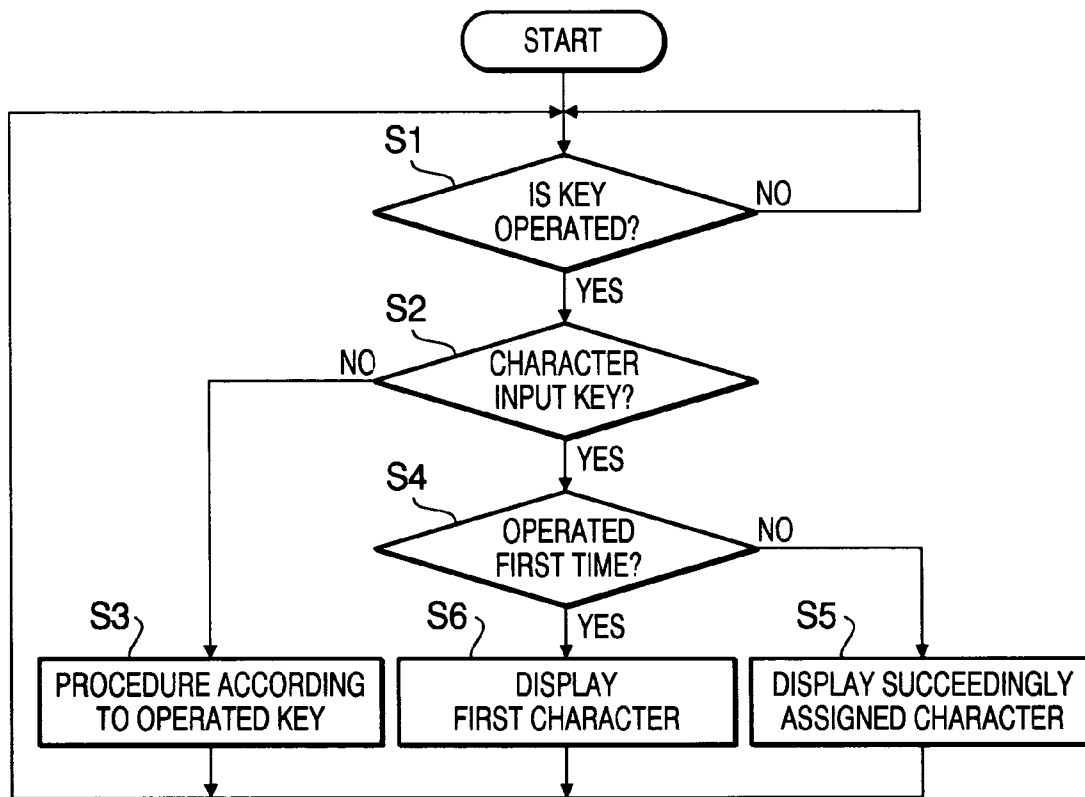 START
S1
IS KEY
OPERATED?
NO
YES
S2
NO
CHARACTER
INPUT KEY?
YES
S4
OPERATED
FIRST TIME?
NO
YES
S3
PROCEDURE ACCORDING
TO OPERATED KEY
S6
DISPLAY
FIRST CHARACTER
S5
DISPLAY SUCCEEDINGLY
ASSIGNED CHARACTER